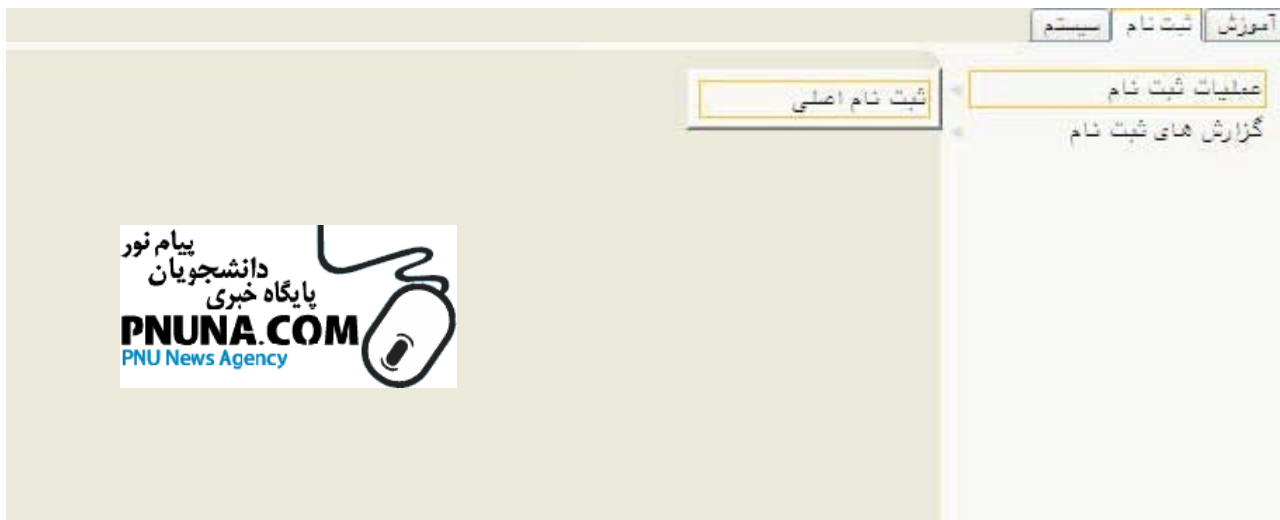 آموزش ثبت نام سیستم
عملیات ثبت نام
ثبت نام اصلی
گزارش های ثبت نام
پیام نور
دانشجویان
پایگاه خبری
PNUNA.COM
PNU News Agency